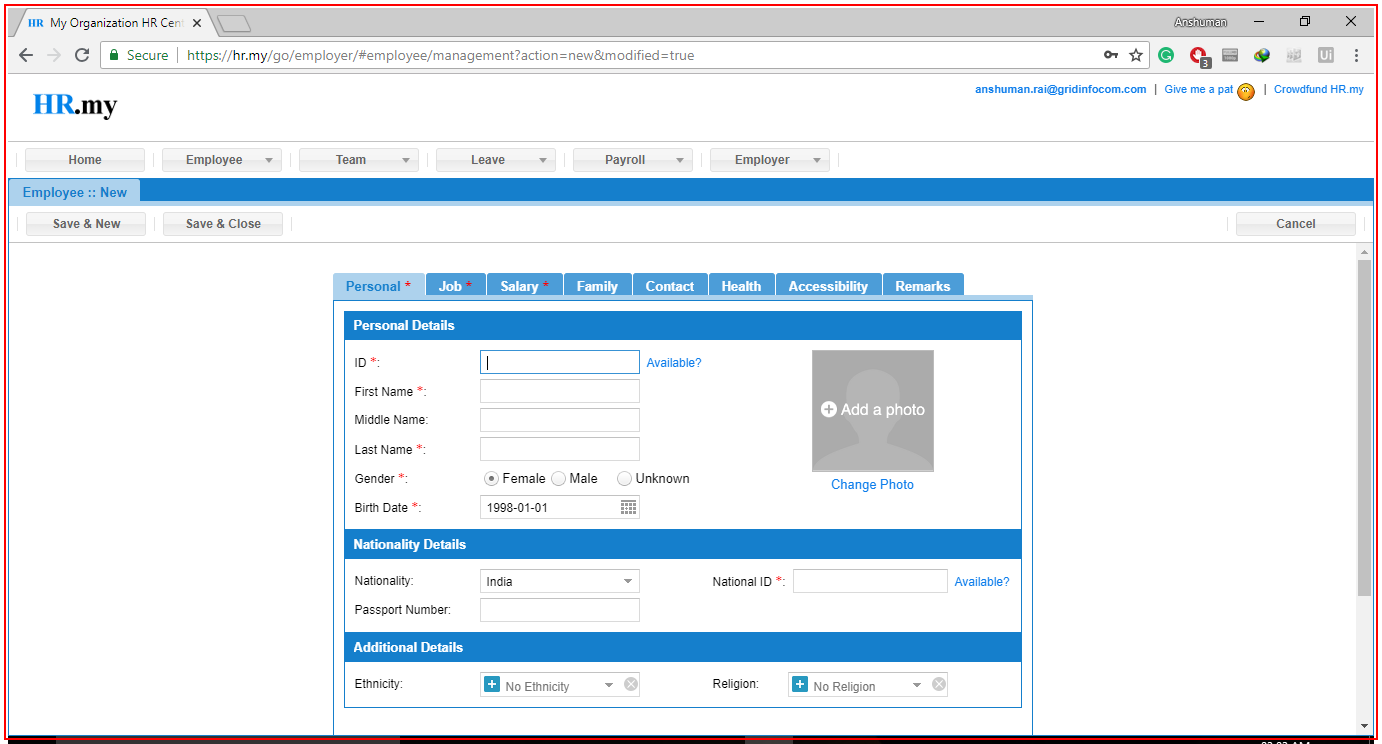 HR My Organization HR Cent
Anshuman
Secure https://hr.my/go/employer/#employee/management?action=new&modified=true
3
Ui
anshuman.rai@gridinfocom.com | Give me a pat | Crowdfund HR.my
HR.my
Home Employee Team Leave Payroll Employer
Employee :: New
Save & New Save & Close Cancel
Personal * Job * Salary * Family Contact Health Accessibility Remarks
Personal Details
ID *: Available?
First Name *:
Add a photo
Middle Name:
Last Name *:
Gender *: Female Male Unknown
Change Photo
Birth Date *: 1998-01-01
Nationality Details
Nationality: India National ID *: Available?
Passport Number:
Additional Details
Ethnicity: No Ethnicity Religion: No Religion